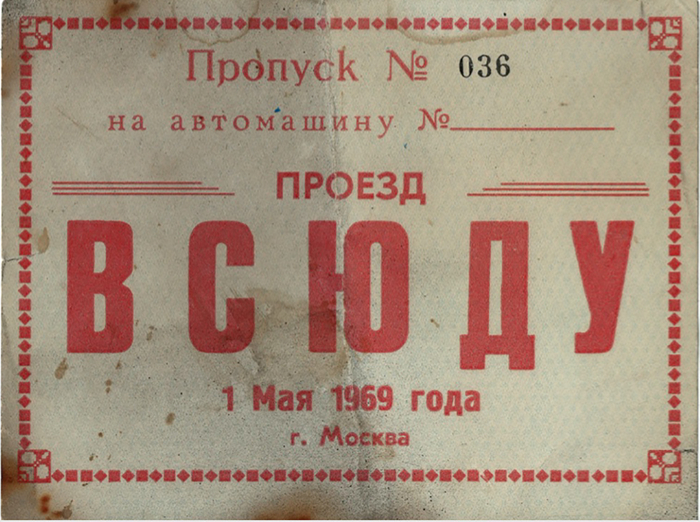 Пропуск № 036
на автомашину №
ПРОЕЗД
ВСЮДУ
1 Мая 1969 года
г. Москва